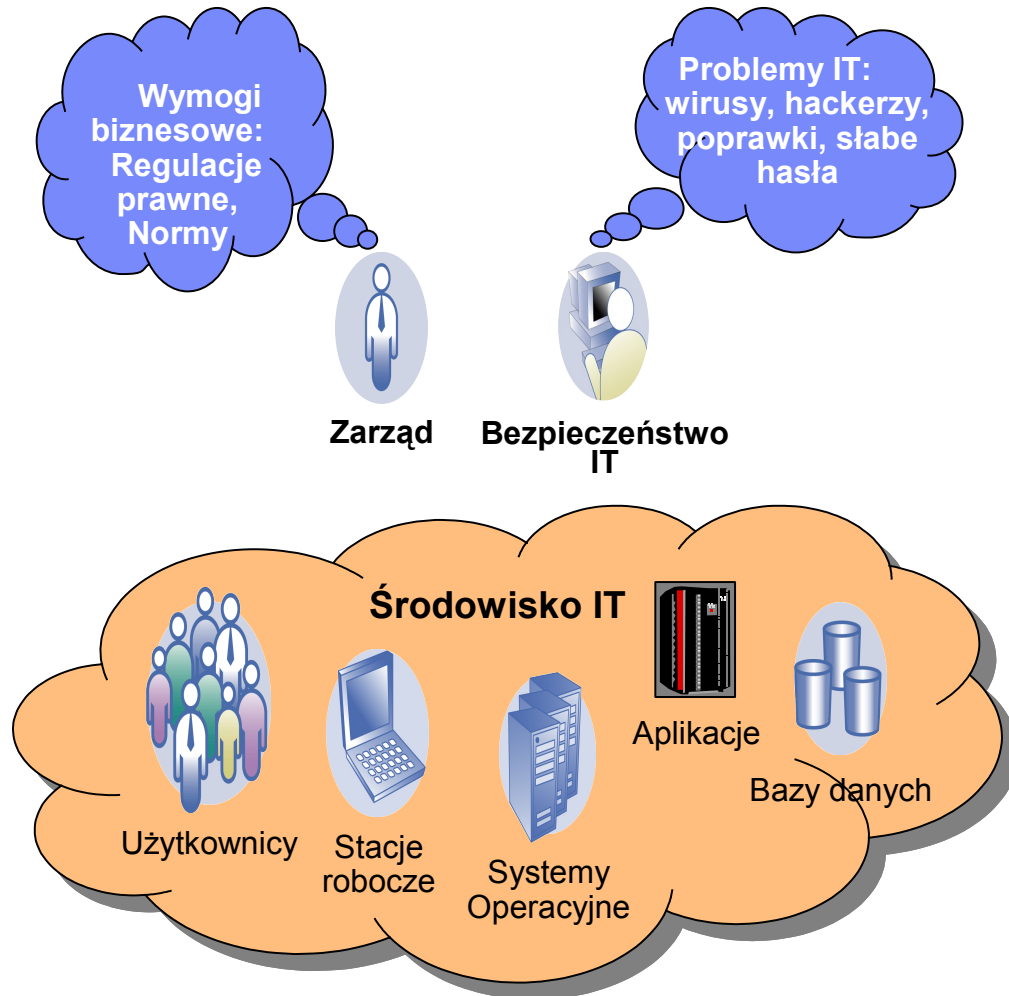 Wymogi
biznesowe:
Regulacje
prawne,
Normy
Problemy IT:
wirusy, hackerzy,
poprawki, słabe
hasła
Zarząd
Bezpieczeństwo
IT
Środowisko IT
Aplikacje
Bazy danych
Użytkownicy
Stacje
robocze
Systemy
Operacyjne